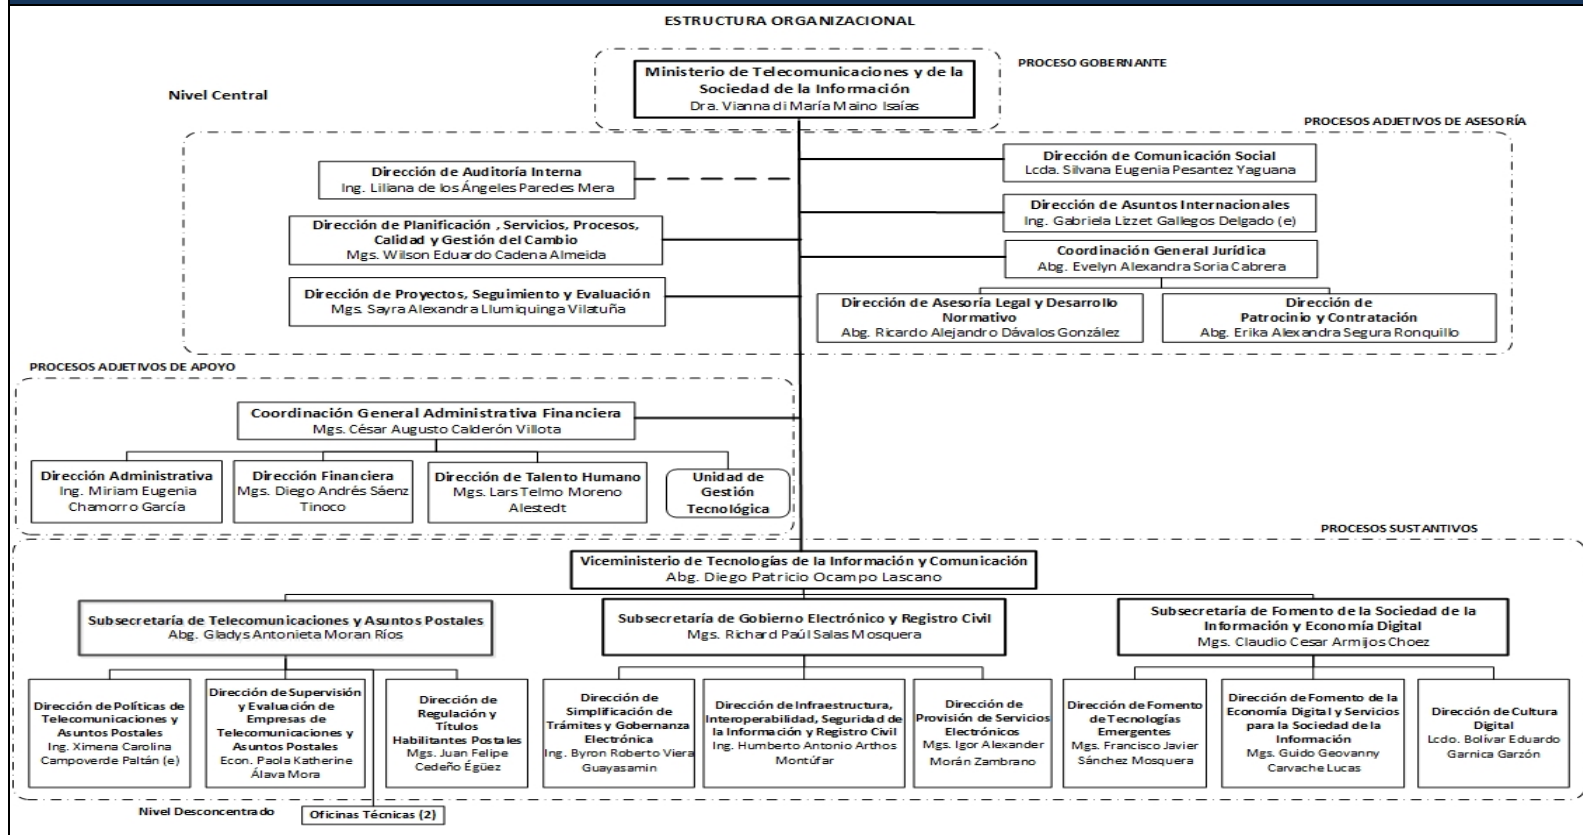 ESTRUCTURA ORGANIZACIONAL
PROCESO GOBERNANTE
Ministerio de Telecomunicaciones y de la
Sociedad de la Información
Dra. Vianna di María Maino Isaías
Nivel Central
PROCESOS ADJETIVOS DE ASESORÍA
Dirección de Auditoría Interna
Ing. Liliana de los Ángeles Paredes Mera
Dirección de Comunicación Social
Lcda. Silvana Eugenia Pesantez Yaguana
Dirección de Planificación , Servicios, Procesos,
Calidad y Gestión del Cambio
Mgs. Wilson Eduardo Cadena Almeida
Dirección de Asuntos Internacionales
Ing. Gabriela Lizzet Gallegos Delgado (e)
Coordinación General Jurídica
Abg. Evelyn Alexandra Soria Cabrera
Dirección de Proyectos, Seguimiento y Evaluación
Mgs. Sayra Alexandra Llumiquinga Vilatuña
Dirección de Asesoría Legal y Desarrollo
Normativo
Abg. Ricardo Alejandro Dávalos González
Dirección de
Patrocinio y Contratación
Abg. Erika Alexandra Segura Ronquillo
PROCESOS ADJETIVOS DE APOYO
Coordinación General Administrativa Financiera
Mgs. César Augusto Calderón Villota
Dirección Administrativa
Ing. Miriam Eugenia
Chamorro García
Dirección Financiera
Mgs. Diego Andrés Sáenz
Tinoco
Dirección de Talento Humano
Mgs. Lars Telmo Moreno
Alestedt
Unidad de
Gestión
Tecnológica
PROCESOS SUSTANTIVOS
Viceministerio de Tecnologías de la Información y Comunicación
Abg. Diego Patricio Ocampo Lascano
Subsecretaría de Telecomunicaciones y Asuntos Postales
Abg. Gladys Antonieta Moran Ríos
Subsecretaría de Gobierno Electrónico y Registro Civil
Mgs. Richard Paúl Salas Mosquera
Subsecretaría de Fomento de la Sociedad de la
Información y Economía Digital
Mgs. Claudio Cesar Armijos Choez
Dirección de Políticas de
Telecomunicaciones y
Asuntos Postales
Ing. Ximena Carolina
Campoverde Paltán (e)
Dirección de Supervisión
y Evaluación de
Empresas de
Telecomunicaciones y
Asuntos Postales
Econ. Paola Katherine
Álava Mora
Dirección de
Regulación y
Títulos
Habilitantes Postales
Mgs. Juan Felipe
Cedeño Égüez
Dirección de
Simplificación de
Trámites y Gobernanza
Electrónica
Ing. Byron Roberto Viera
Guayasamin
Dirección de Infraestructura,
Interoperabilidad, Seguridad de
la Información y Registro Civil
Ing. Humberto Antonio Arthos
Montúfar
Dirección de
Provisión de Servicios
Electrónicos
Mgs. Igor Alexander
Morán Zambrano
Dirección de Fomento
de Tecnologías
Emergentes
Mgs. Francisco Javier
Sánchez Mosquera
Dirección de Fomento de la
Economía Digital y Servicios
para la Sociedad de la
Información
Mgs. Guido Geovanny
Carvache Lucas
Dirección de Cultura
Digital
Lcdo. Bolívar Eduardo
Garnica Garzón
Nivel Desconcentrado
Oficinas Técnicas (2)